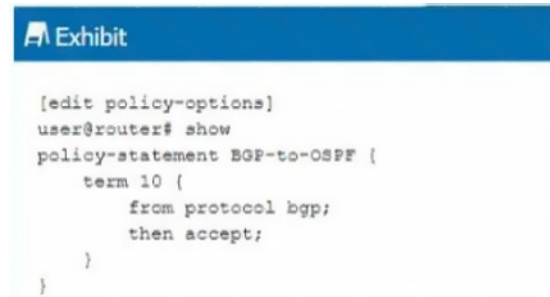 Exhibit
[edit policy-options]
user@router# show
policy-statement BGP-to-OSPF {
term 10 {
from protocol bgp;
then accept;
}
}